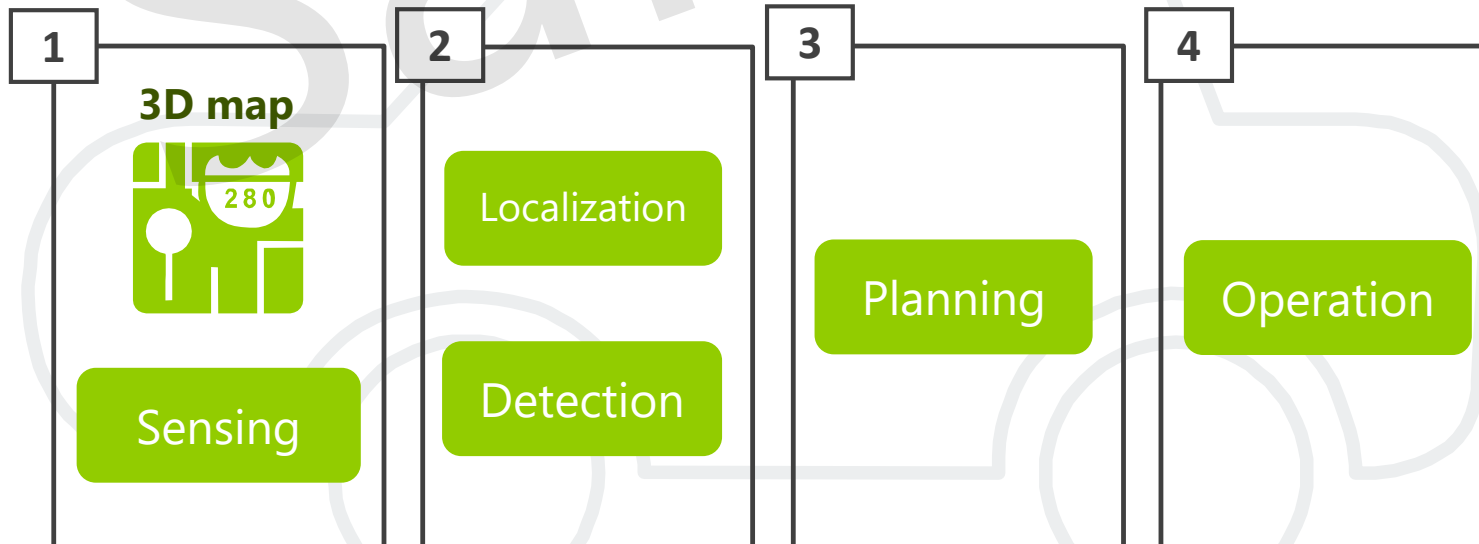 1
3D map
280
Sensing
2
Localization
Detection
3
Planning
4
Operation